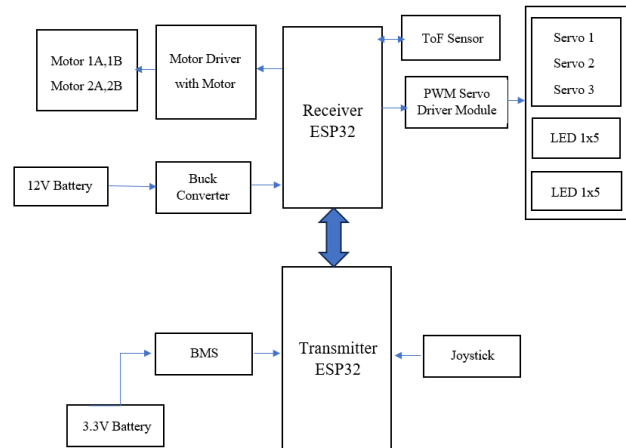 Motor 1A,1B
Motor 2A,2B
Motor Driver
with Motor
Receiver
ESP32
ToF Sensor
PWM Servo
Driver Module
Servo 1
Servo 2
Servo 3
LED 1x5
LED 1x5
12V Battery
Buck
Converter
Transmitter
ESP32
BMS
Joystick
3.3V Battery